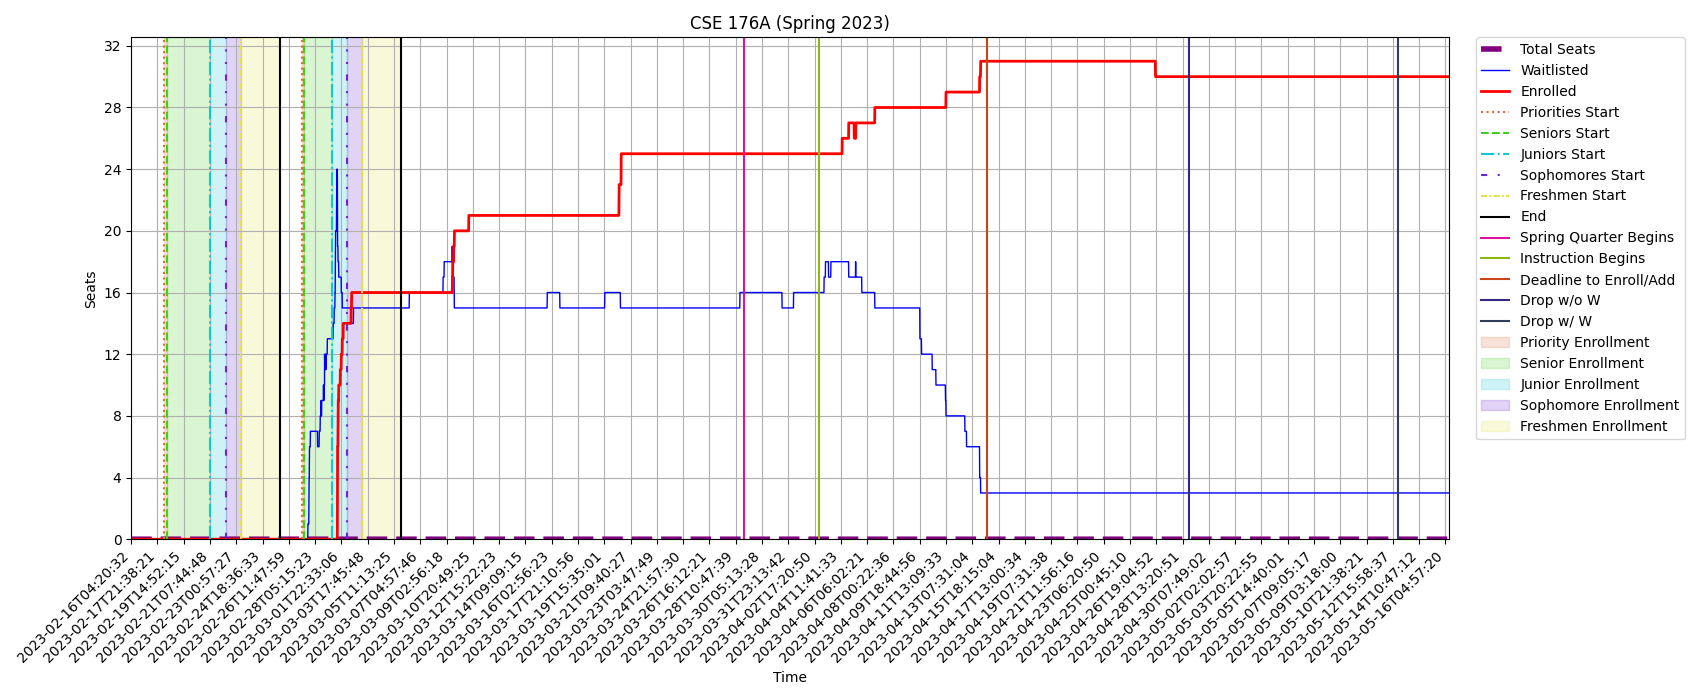 CSE 176A (Spring 2023)
Seats
32
28
24
20
16
12
8
4
0
2023-02-16T04:20:32
2023-02-17T21:38:21
2023-02-19T14:52:15
2023-02-21T07:44:48
2023-02-23T00:57:27
2023-02-24T18:36:33
2023-02-26T11:47:59
2023-02-28T05:15:23
2023-03-01T22:33:06
2023-03-03T17:45:48
2023-03-05T11:13:25
2023-03-07T04:57:46
2023-03-09T02:56:18
2023-03-10T20:49:25
2023-03-12T15:22:23
2023-03-14T09:09:15
2023-03-16T02:56:23
2023-03-17T21:10:56
2023-03-19T15:35:01
2023-03-21T09:40:27
2023-03-23T03:47:49
2023-03-24T21:57:30
2023-03-26T16:12:21
2023-03-28T10:47:39
2023-03-30T05:13:28
2023-03-31T23:13:42
2023-04-02T17:20:50
2023-04-04T11:41:33
2023-04-06T06:02:21
2023-04-08T00:22:36
2023-04-09T18:44:56
2023-04-11T13:09:33
2023-04-13T07:31:04
2023-04-15T18:15:04
2023-04-17T13:00:34
2023-04-19T07:31:38
2023-04-21T11:56:16
2023-04-23T06:20:50
2023-04-25T00:45:10
2023-04-26T19:04:52
2023-04-28T13:20:51
2023-04-30T07:49:02
2023-05-02T02:02:57
2023-05-03T20:22:55
2023-05-05T14:40:01
2023-05-07T09:05:17
2023-05-09T03:18:00
2023-05-10T21:38:21
2023-05-12T15:58:37
2023-05-14T10:47:12
2023-05-16T04:57:20
Time
Total Seats
Waitlisted
Enrolled
Priorities Start
Seniors Start
Juniors Start
Sophomores Start
Freshmen Start
End
Spring Quarter Begins
Instruction Begins
Deadline to Enroll/Add
Drop w/o W
Drop w/ W
Priority Enrollment
Senior Enrollment
Junior Enrollment
Sophomore Enrollment
Freshmen Enrollment